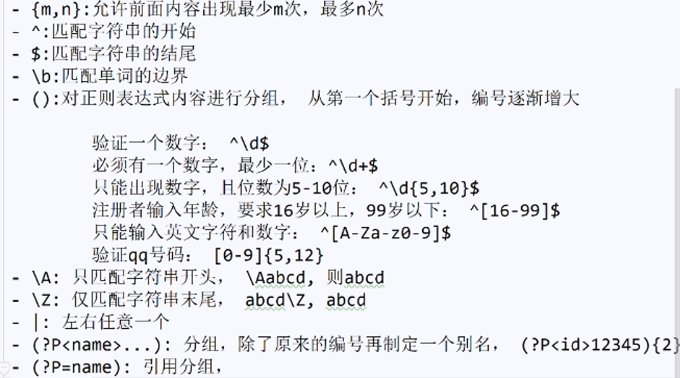 - {m,n}:允许前面内容出现最少m次，最多n次
- ^:匹配字符串的开始
- $:匹配字符串的结尾
- \b:匹配单词的边界
- ():对正则表达式内容进行分组， 从第一个括号开始，编号逐渐增大
验证一个数字： ^\d$
必须有一个数字，最少一位：^\d+$
只能出现数字，且位数为5-10位： ^\d{5,10}$
注册者输入年龄，要求16岁以上，99岁以下： ^[16-99]$
只能输入英文字符和数字： ^[A-Za-z0-9]$
验证qq号码： [0-9]{5,12}
- \A: 只匹配字符串开头， \Aabcd, 则abcd
- \Z: 仅匹配字符串末尾， abcd\Z, abcd
- |: 左右任意一个
- (?P<name>...): 分组，除了原来的编号再制定一个别名， (?P<id>12345){2}
- (?P=name): 引用分组，